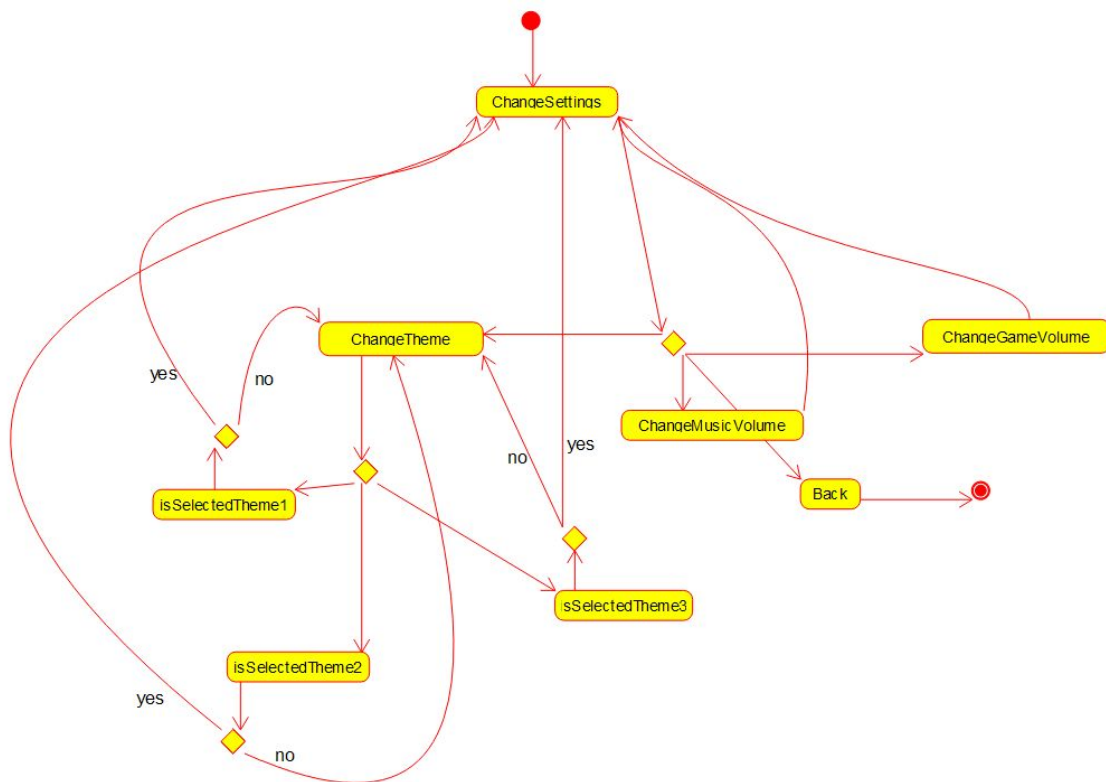 ChangeSettings
ChangeTheme
ChangeGameVolume
yes
no
ChangeMusicVolume
no
yes
isSelectedTheme1
Back
isSelectedTheme3
isSelectedTheme2
yes
no